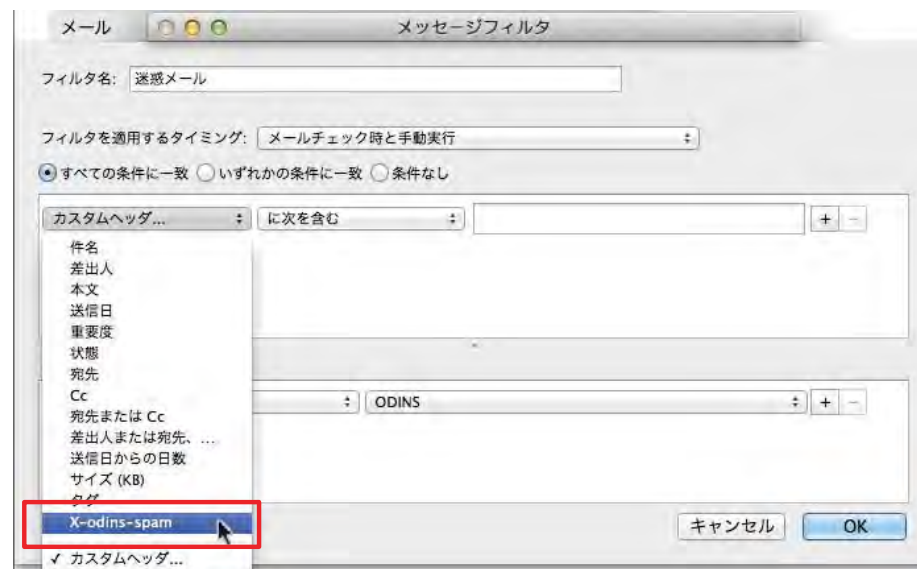 メール
メッセージフィルタ
フィルタ名: 迷惑メール
フィルタを適用するタイミング: メールチェック時と手動実行
すべての条件に一致 いずれかの条件に一致 条件なし
カスタムヘッダ... に次を含む + -
件名
差出人
本文
送信日
重要度
状態
宛先
Cc
宛先または Cc
差出人または宛先、...
送信日からの日数
サイズ (KB)
タグ
X-odins-spam
✓ カスタムヘッダ...
ODINS + -
キャンセル OK